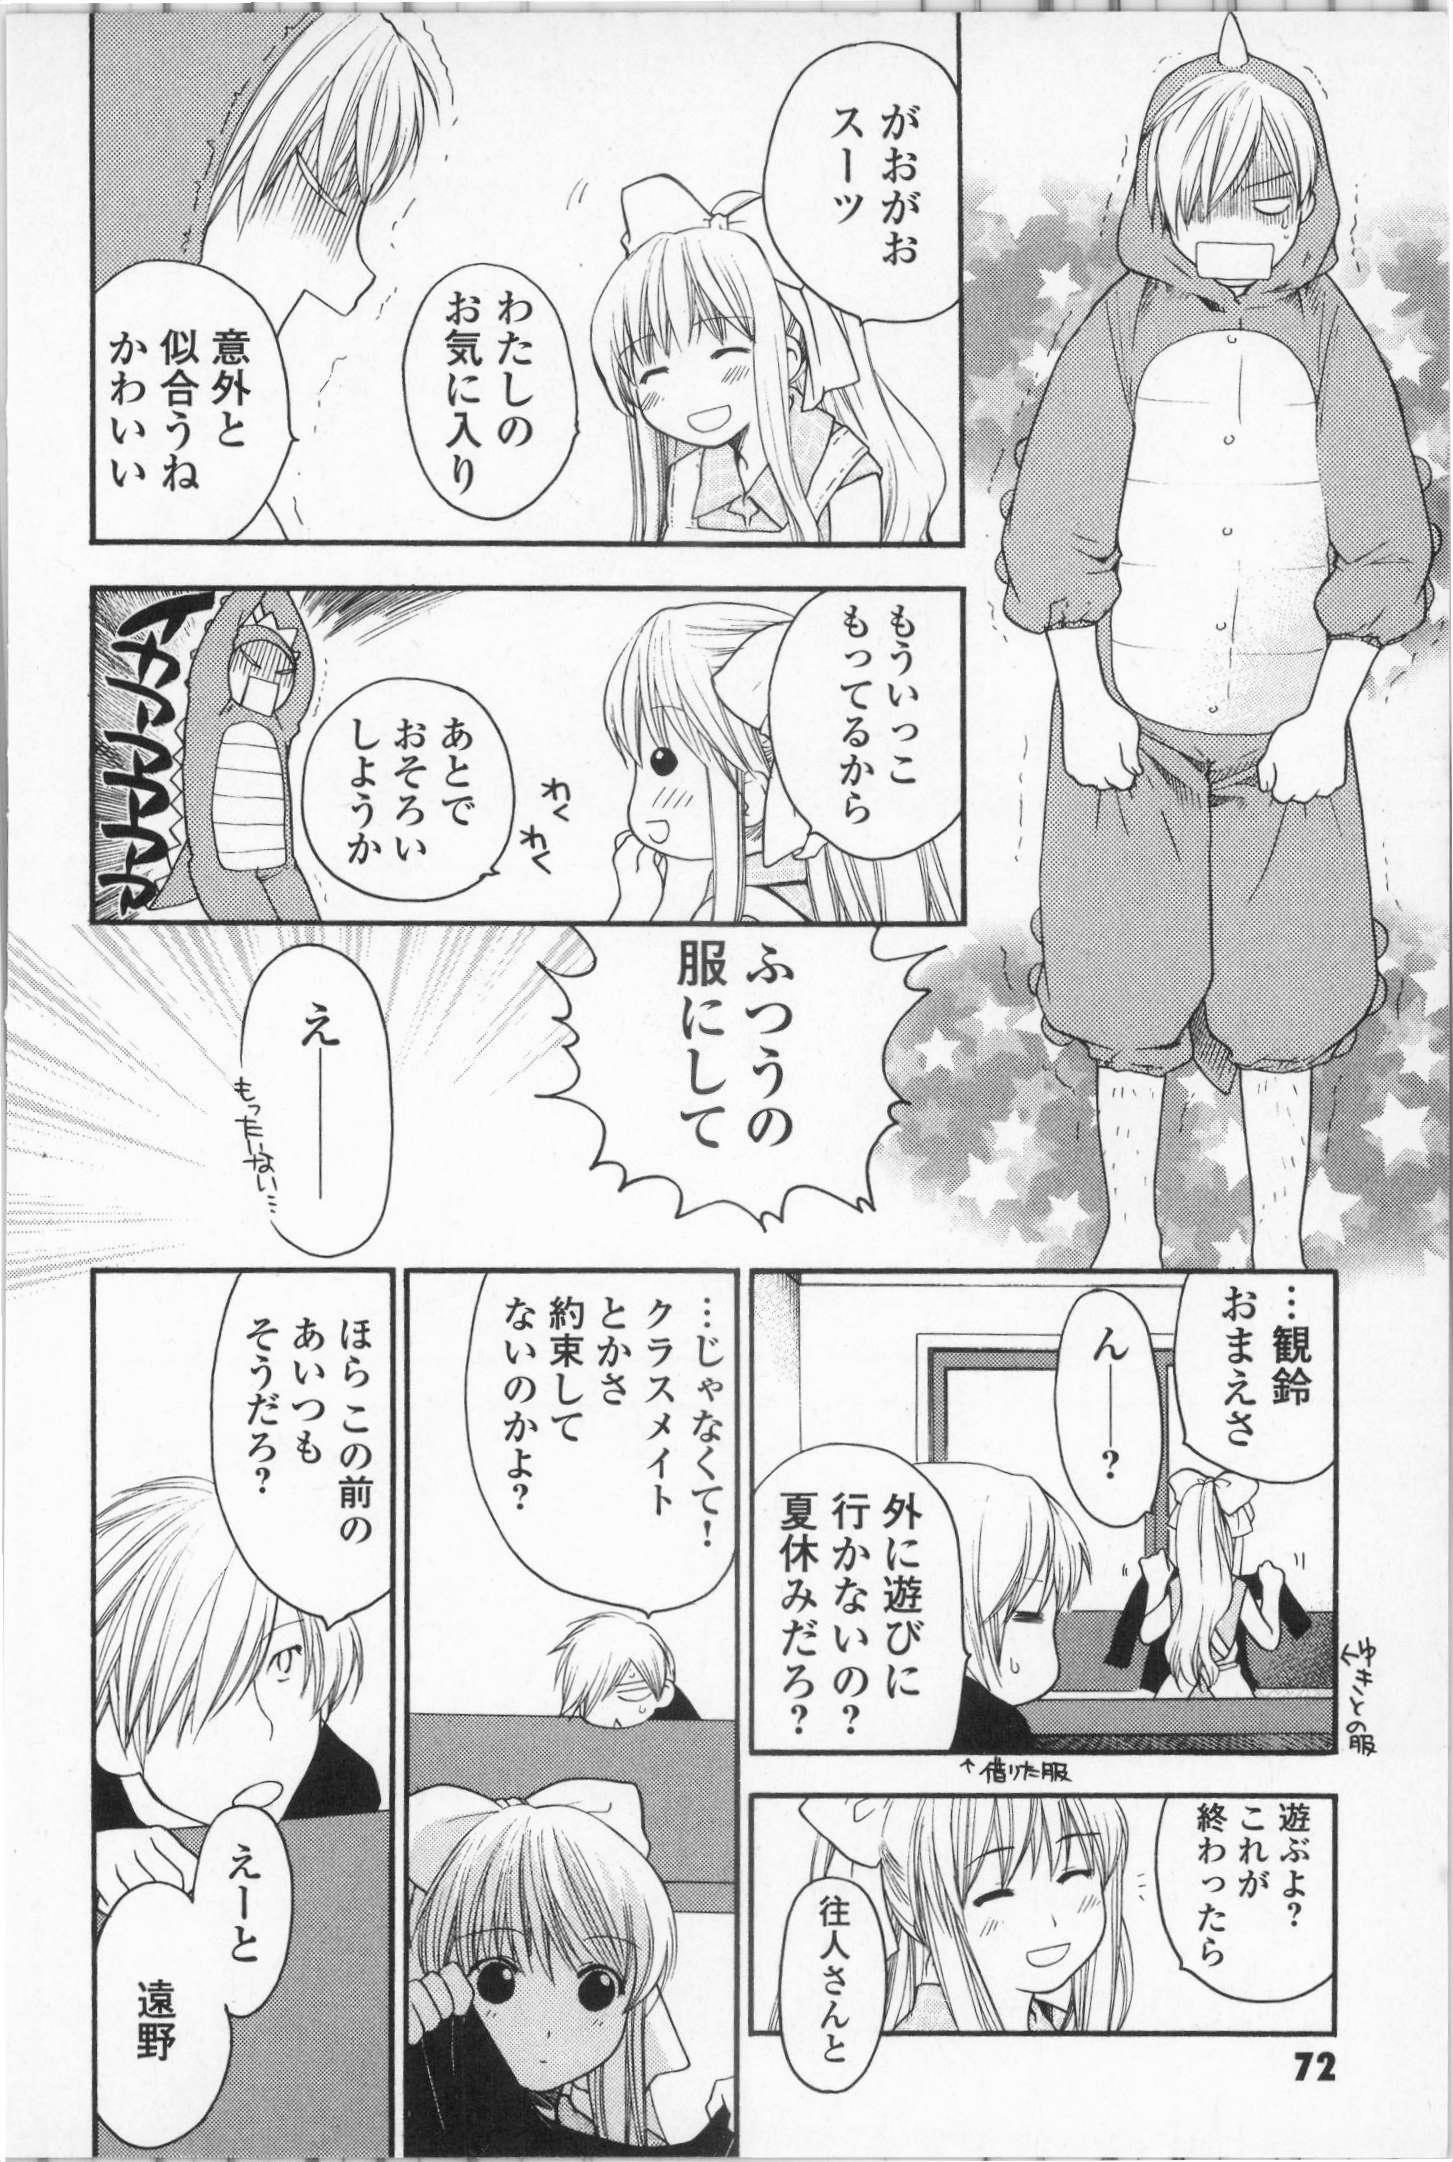 がおがお
スーツ
わたしの
お気に入り
意外と
似合うね
かわいい
もういっこ
もってるから
わく
わく
あとで
おそろい
しようか
ふつうの
服にして
えーーー
もったいない…
…観鈴
おまえさ
んーー?
外に遊びに
行かないの?
夏休みだろ?
ゆきとの服
↑借りた服
遊ぶよ?
これが
終わったら
往人さんと
…じゃなくて!
クラスメイト
とかさ
約束して
ないのかよ?
ほらこの前の
あいつも
そうだろ?
えーと
遠野
72